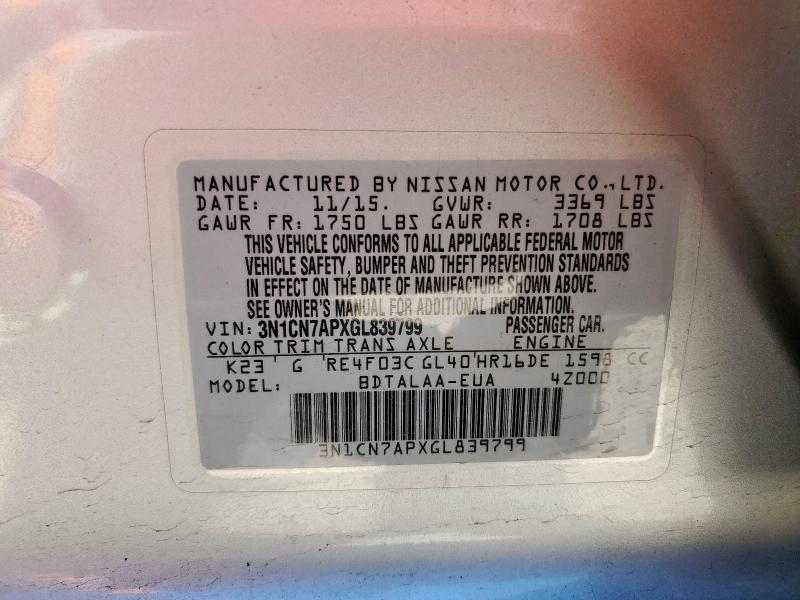 MANUFACTURED BY NISSAN MOTOR CO., LTD.
DATE: 11/15. GVWR: 3369 LBS
GAWR FR: 1750 LBS GAWR RR: 1708 LBS
THIS VEHICLE CONFORMS TO ALL APPLICABLE FEDERAL MOTOR
VEHICLE SAFETY, BUMPER AND THEFT PREVENTION STANDARDS
IN EFFECT ON THE DATE OF MANUFACTURE SHOWN ABOVE.
SEE OWNER'S MANUAL FOR ADDITIONAL INFORMATION.
VIN: 3N1CN7APXGL839799 PASSENGER CAR.
COLOR TRIM TRANS AXLE ENGINE
K23 G RE4F03C GL40 HR16DE 1598 CC
MODEL: BDTALAA-EUA 4Z000
3N1CN7APXGL839799